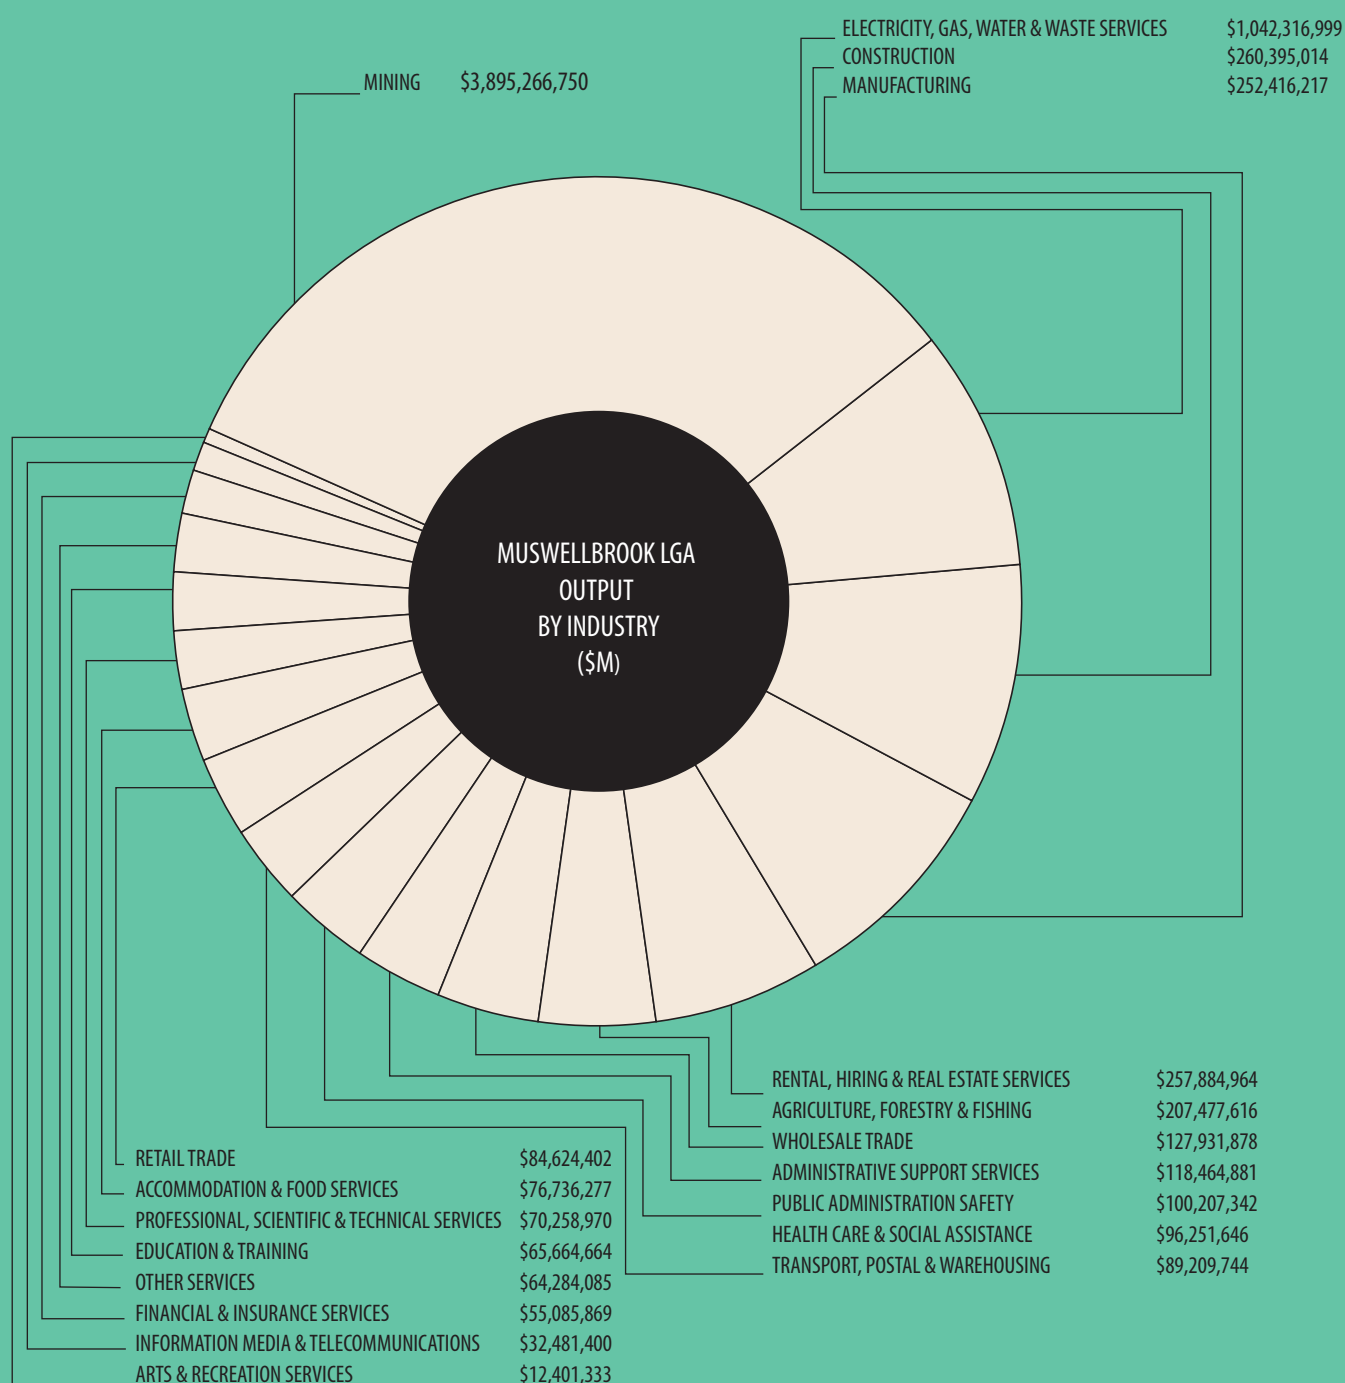 ELECTRICITY, GAS, WATER & WASTE SERVICES $1,042,316,999
CONSTRUCTION $260,395,014
MANUFACTURING $252,416,217
MINING $3,895,266,750
MUSWELLBROOK LGA
OUTPUT
BY INDUSTRY
($M)
RENTAL, HIRING & REAL ESTATE SERVICES $257,884,964
AGRICULTURE, FORESTRY & FISHING $207,477,616
WHOLESALE TRADE $127,931,878
ADMINISTRATIVE SUPPORT SERVICES $118,464,881
PUBLIC ADMINISTRATION SAFETY $100,207,342
HEALTH CARE & SOCIAL ASSISTANCE $96,251,646
TRANSPORT, POSTAL & WAREHOUSING $89,209,744
RETAIL TRADE $84,624,402
ACCOMMODATION & FOOD SERVICES $76,736,277
PROFESSIONAL, SCIENTIFIC & TECHNICAL SERVICES $70,258,970
EDUCATION & TRAINING $65,664,664
OTHER SERVICES $64,284,085
FINANCIAL & INSURANCE SERVICES $55,085,869
INFORMATION MEDIA & TELECOMMUNICATIONS $32,481,400
ARTS & RECREATION SERVICES $12,401,333